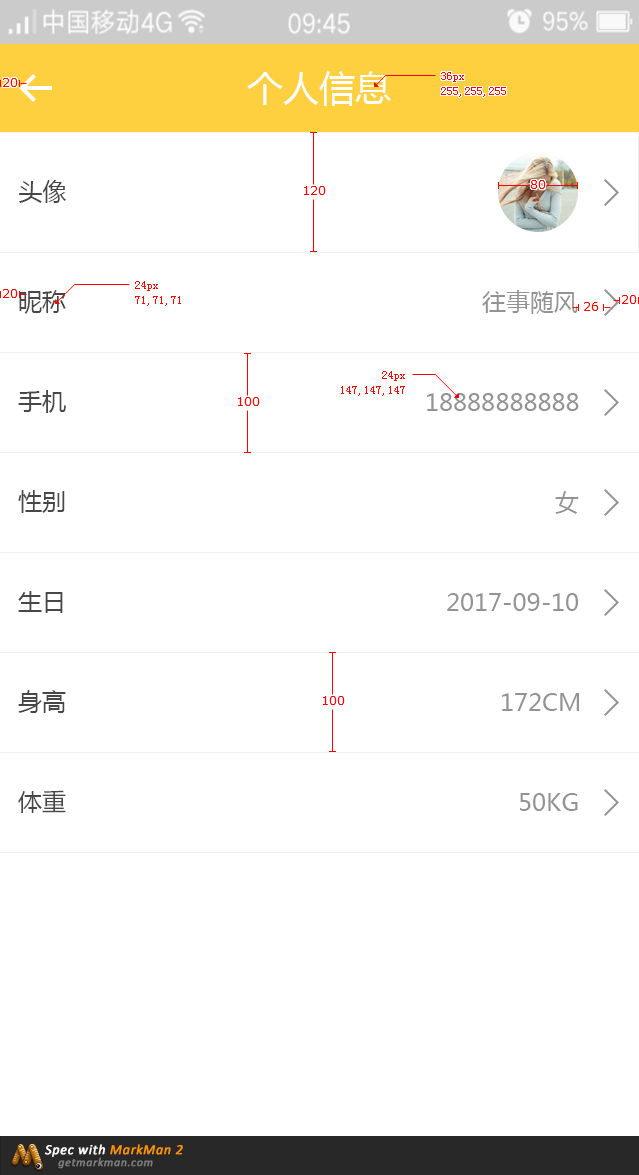 中国移动4G 09:45 95%
20 个人信息 36px
255, 255, 255
头像 120 80
20 昵称 24px
71, 71, 71
往事随风 26 20
手机 100 24px
147, 147, 147
18888888888
性别 女
生日 2017-09-10
身高 100 172CM
体重 50KG
Spec with MarkMan 2
getmarkman.com